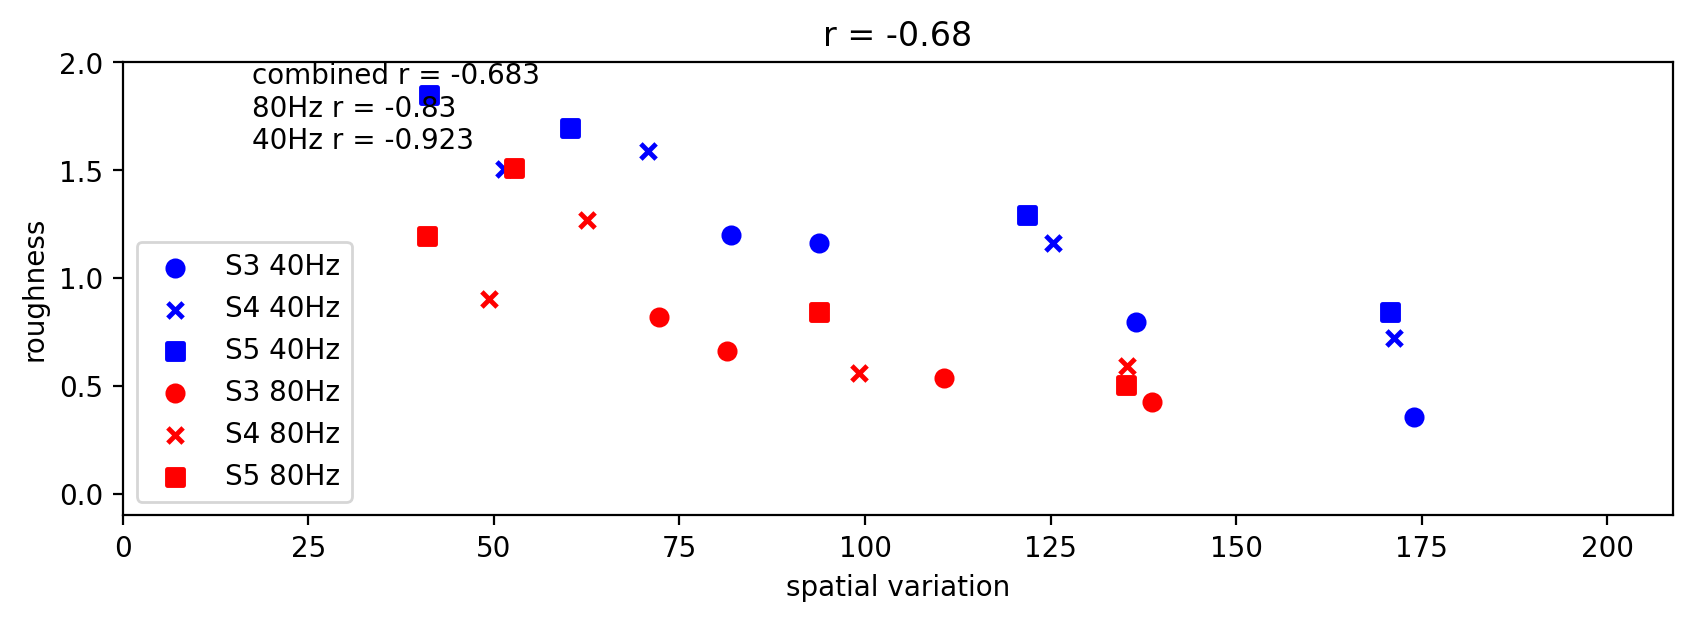 r = -0.68
combined r = -0.683
80Hz r = -0.83
40Hz r = -0.923
2.0
1.5
1.0
0.5
0.0
roughness
S3 40Hz
S4 40Hz
S5 40Hz
S3 80Hz
S4 80Hz
S5 80Hz
0 25 50 75 100 125 150 175 200
spatial variation